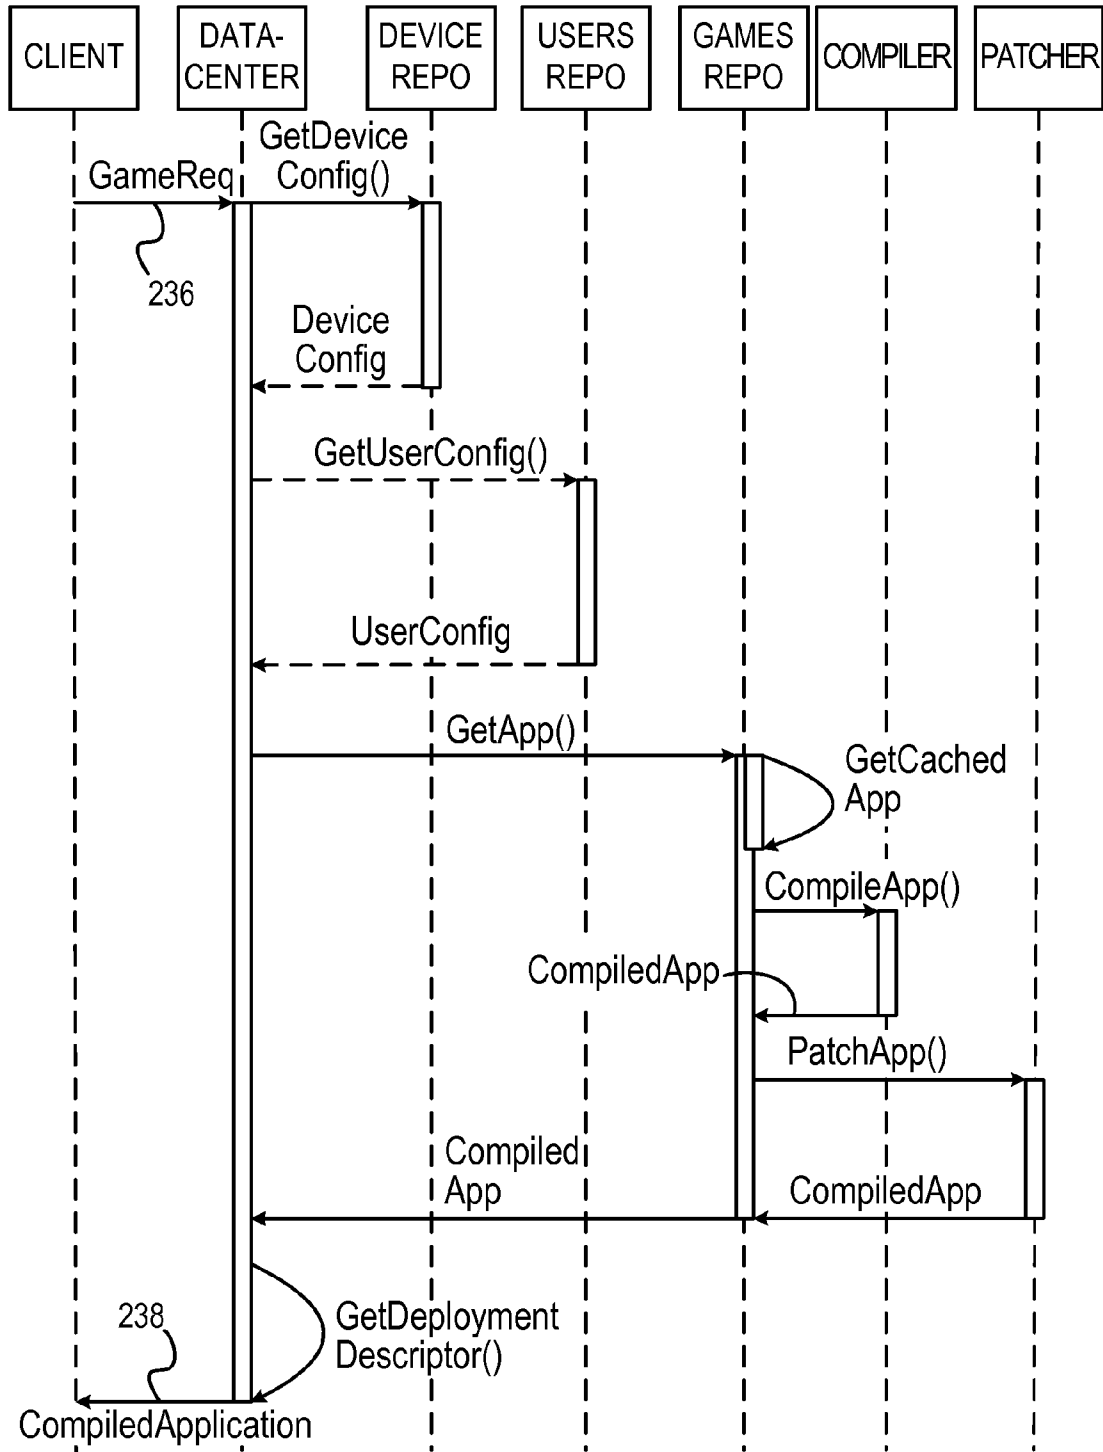 CLIENT
DATA-
CENTER
DEVICE
REPO
USERS
REPO
GAMES
REPO
COMPILER
PATCHER
GameReq
GetDevice
Config()
236
Device
Config
GetUserConfig()
UserConfig
GetApp()
GetCached
App
CompileApp()
CompiledApp
PatchApp()
Compiled
App
CompiledApp
238
GetDeployment
Descriptor()
CompiledApplication